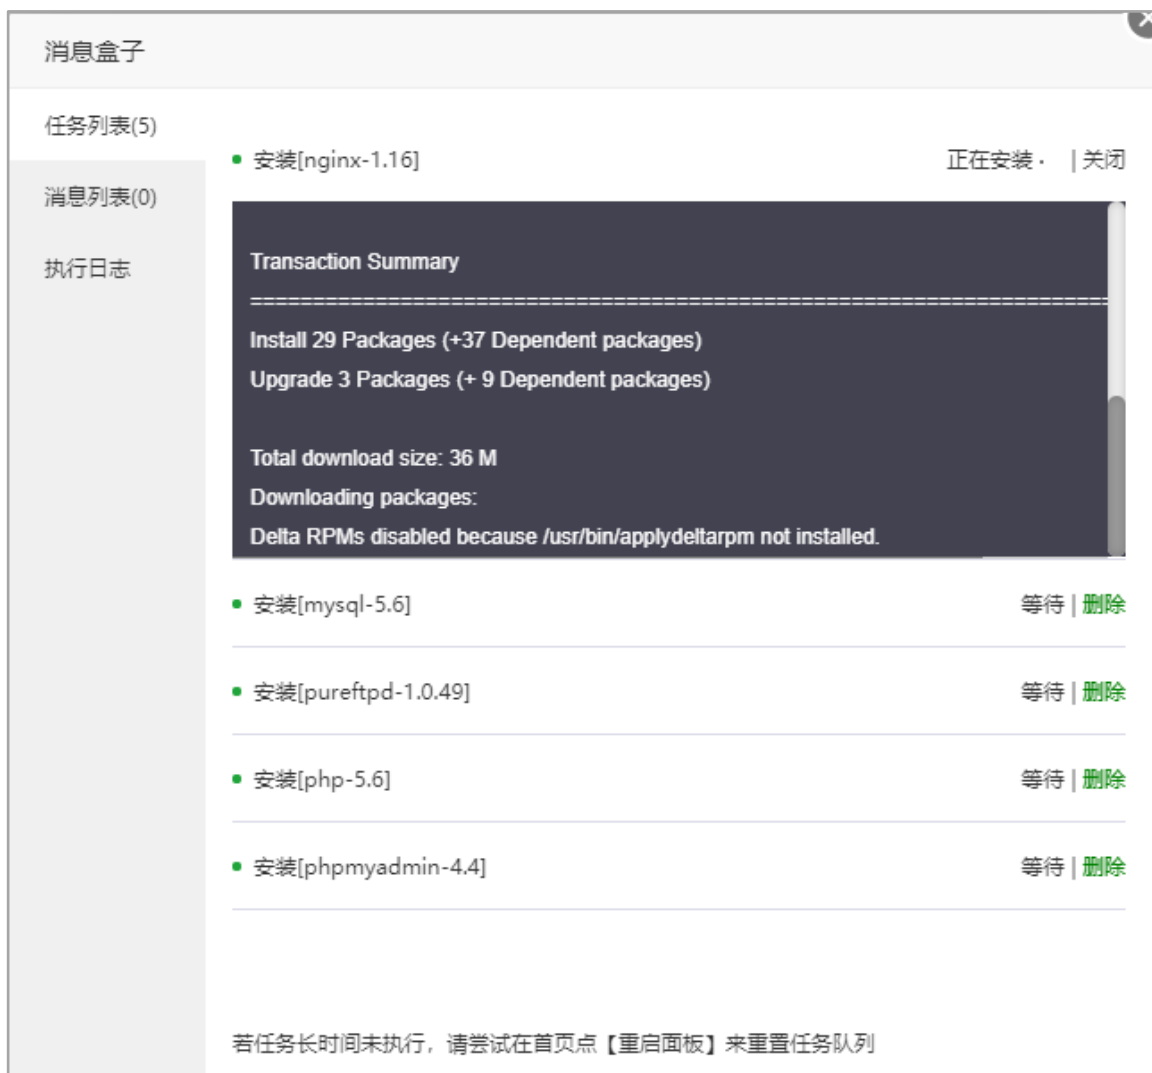 消息盒子
任务列表(5)
消息列表(0)
执行日志
安装[nginx-1.16] 正在安装 · | 关闭
Transaction Summary
====================================================================
Install 29 Packages (+37 Dependent packages)
Upgrade 3 Packages (+ 9 Dependent packages)
Total download size: 36 M
Downloading packages:
Delta RPMs disabled because /usr/bin/applydeltarpm not installed.
安装[mysql-5.6] 等待 | 删除
安装[pureftpd-1.0.49] 等待 | 删除
安装[php-5.6] 等待 | 删除
安装[phpmyadmin-4.4] 等待 | 删除
若任务长时间未执行，请尝试在首页点【重启面板】来重置任务队列